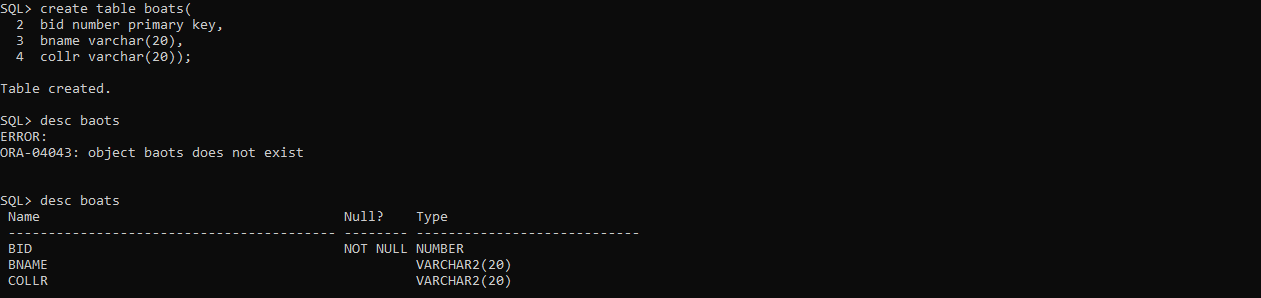 SQL> create table boats(
  2  bid number primary key,
  3  bname varchar(20),
  4  collr varchar(20));

Table created.

SQL> desc baots
ERROR:
ORA-04043: object baots does not exist


SQL> desc boats
 Name                                      Null?    Type
 ----------------------------------------- -------- ----------------------------
 BID                                       NOT NULL NUMBER
 BNAME                                              VARCHAR2(20)
 COLLR                                              VARCHAR2(20)